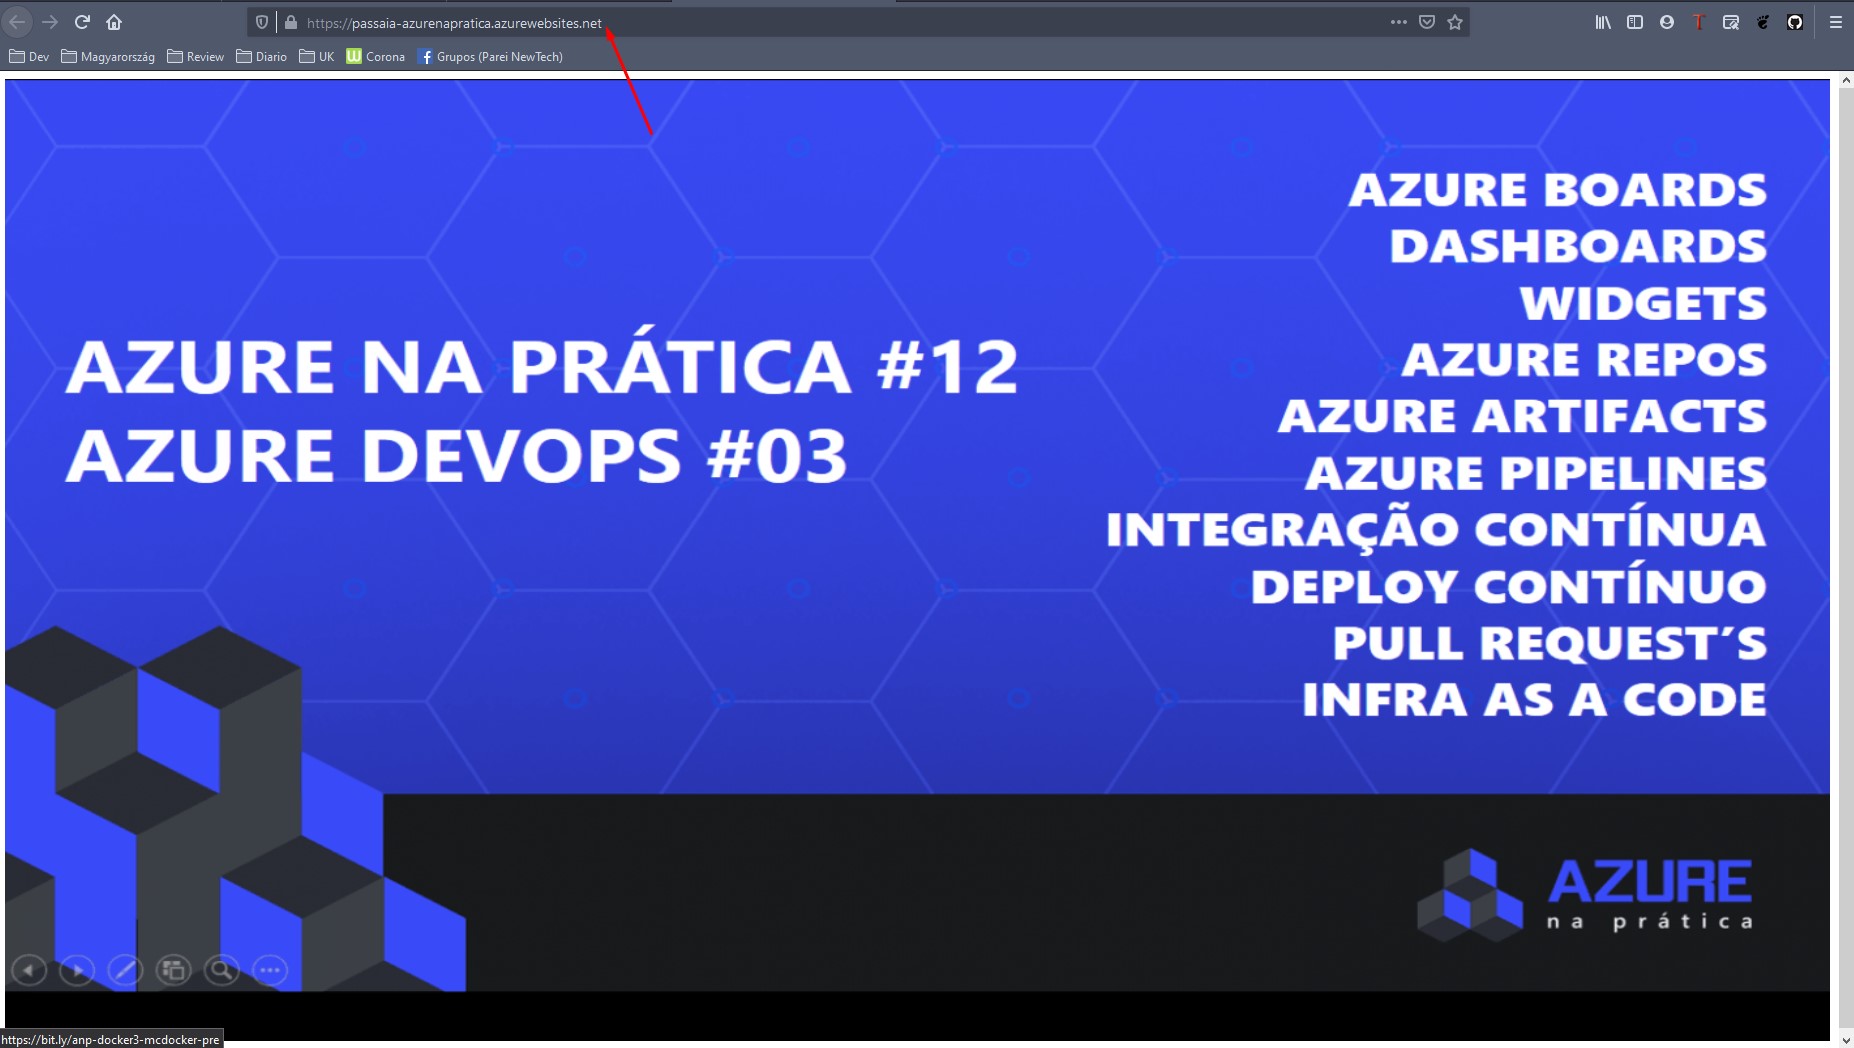 https://passaia-azurenapratica.azurewebsites.net
Dev Magyarország Review Diario UK Corona Grupos (Parei NewTech)
AZURE NA PRÁTICA #12
AZURE DEVOPS #03
AZURE BOARDS
DASHBOARDS
WIDGETS
AZURE REPOS
AZURE ARTIFACTS
AZURE PIPELINES
INTEGRAÇÃO CONTÍNUA
DEPLOY CONTÍNUO
PULL REQUEST´S
INFRA AS A CODE
AZURE
na prática
https://bit.ly/anp-docker3-mcdocker-pre